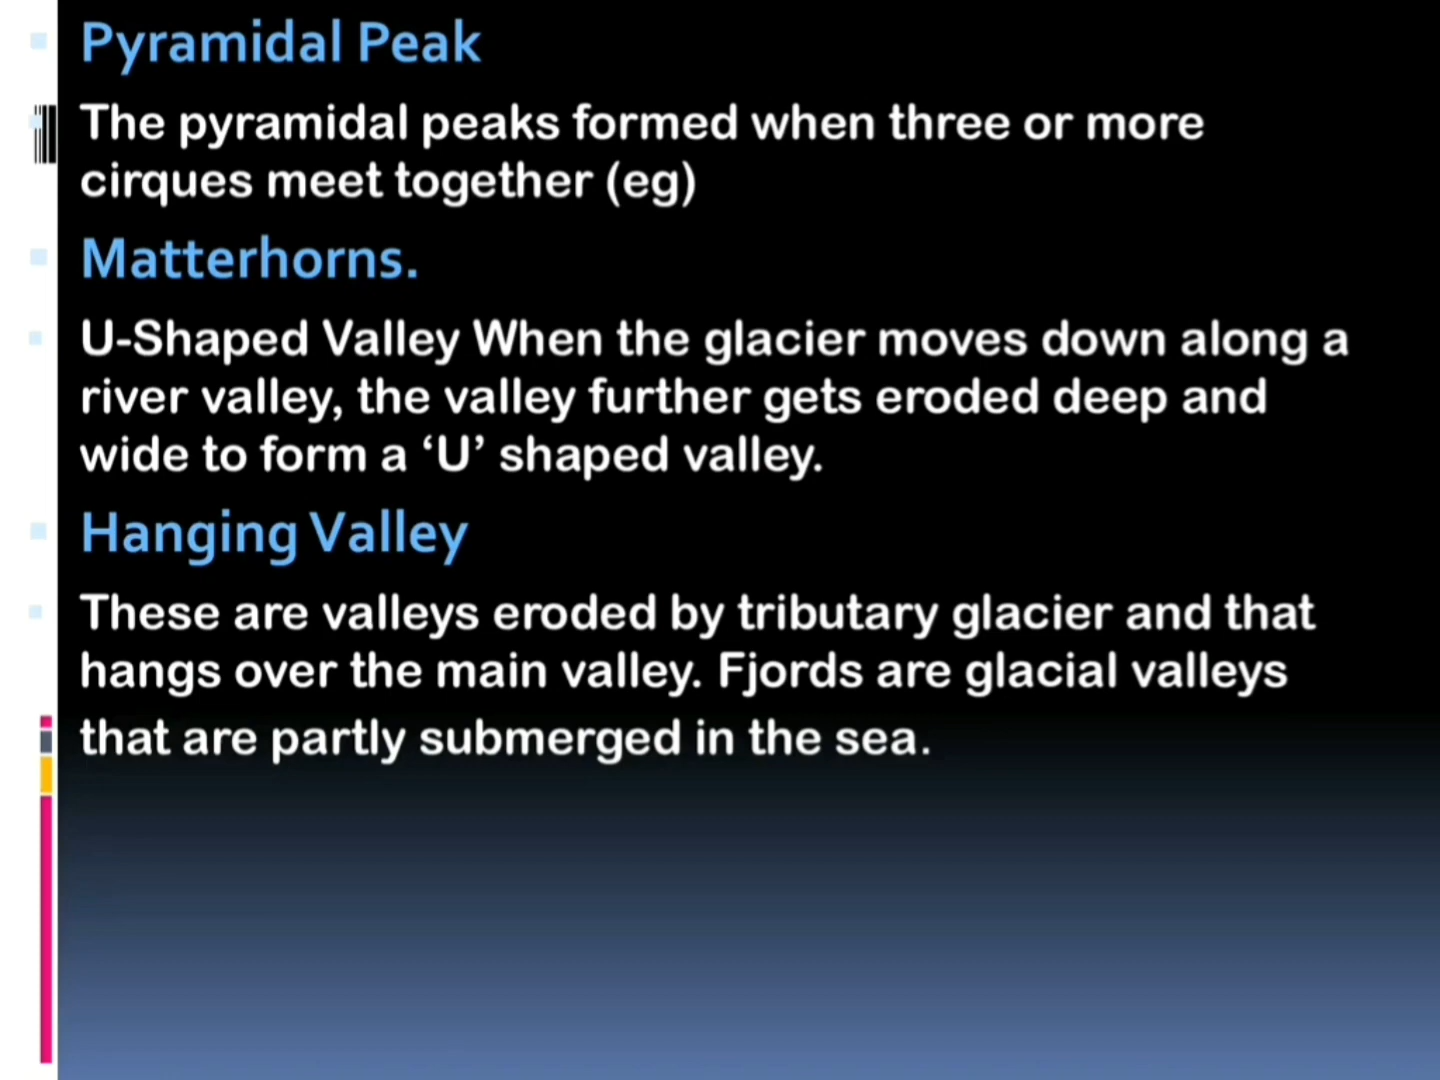 Pyramidal Peak
The pyramidal peaks formed when three or more
cirques meet together (eg)
Matterhorns.
U-Shaped Valley When the glacier moves down along a
river valley, the valley further gets eroded deep and
wide to form a ‘U’ shaped valley.
Hanging Valley
These are valleys eroded by tributary glacier and that
hangs over the main valley. Fjords are glacial valleys
that are partly submerged in the sea.